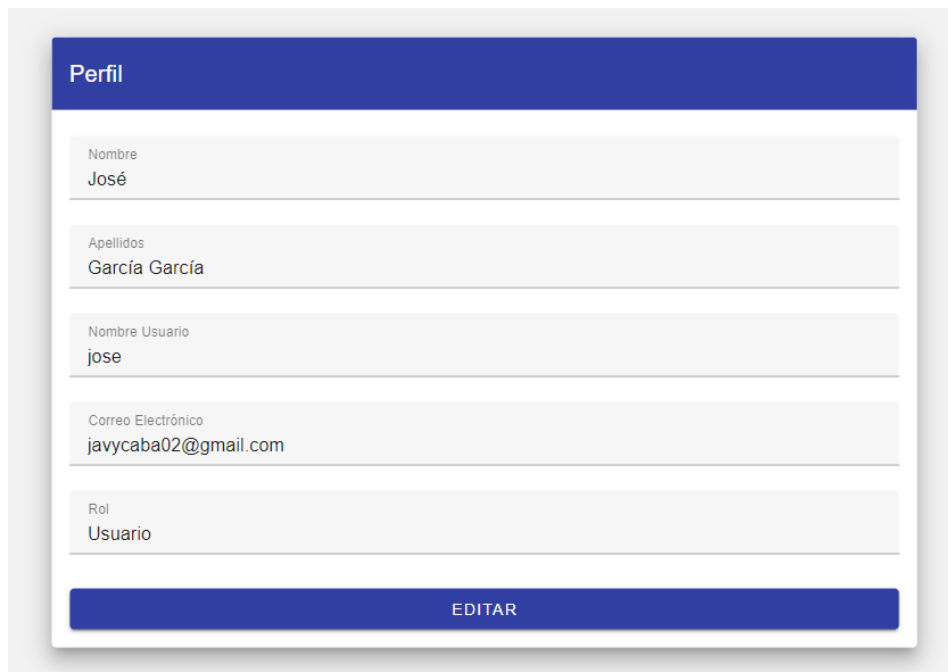 Perfil
Nombre
José
Apellidos
García García
Nombre Usuario
jose
Correo Electrónico
javycaba02@gmail.com
Rol
Usuario
EDITAR